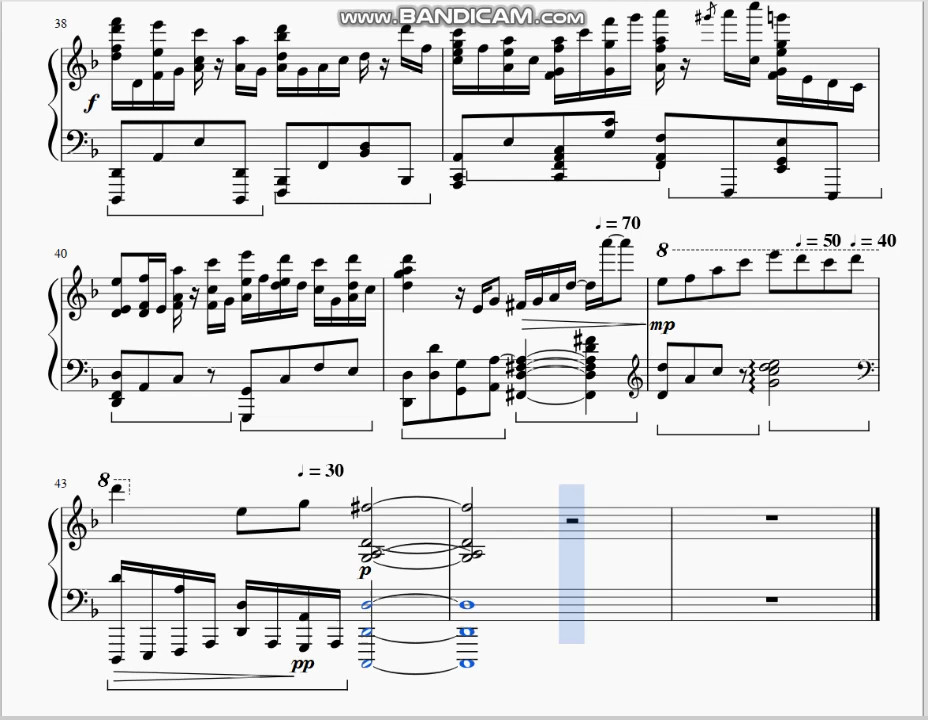 WWW.BANDICAM.COM
38
f
40
♩ = 70
8
♩ = 50
♩ = 40
mp
43
8
♩ = 30
p
pp